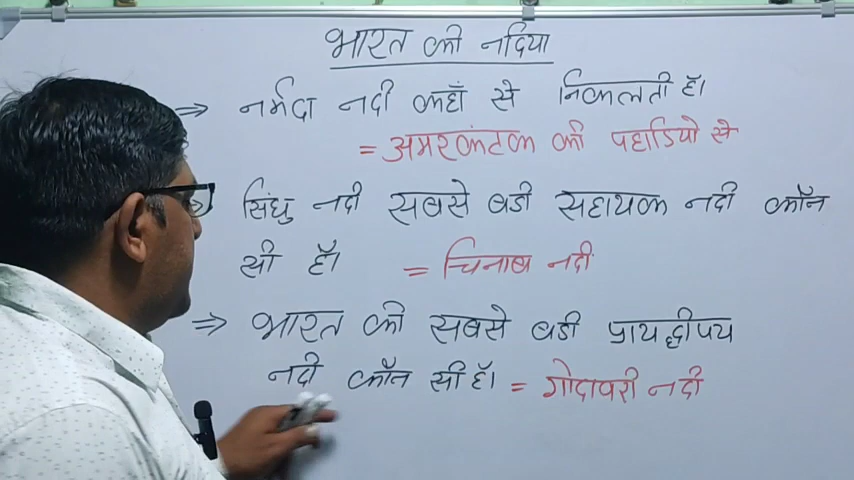 भारत की नदिया
⇒ नर्मदा नदी कहाँ से निकलती हॅ।
= अमरकंटक की पहाडियो से
⇒ सिंधु नदी सबसे बडी सहायक नदी कॉन
सी हॅ। = चिनाब नदी
⇒ भारत की सबसे बडी प्रायद्वीपय
नदी कॉन सी हॅ। = गोदावरी नदी